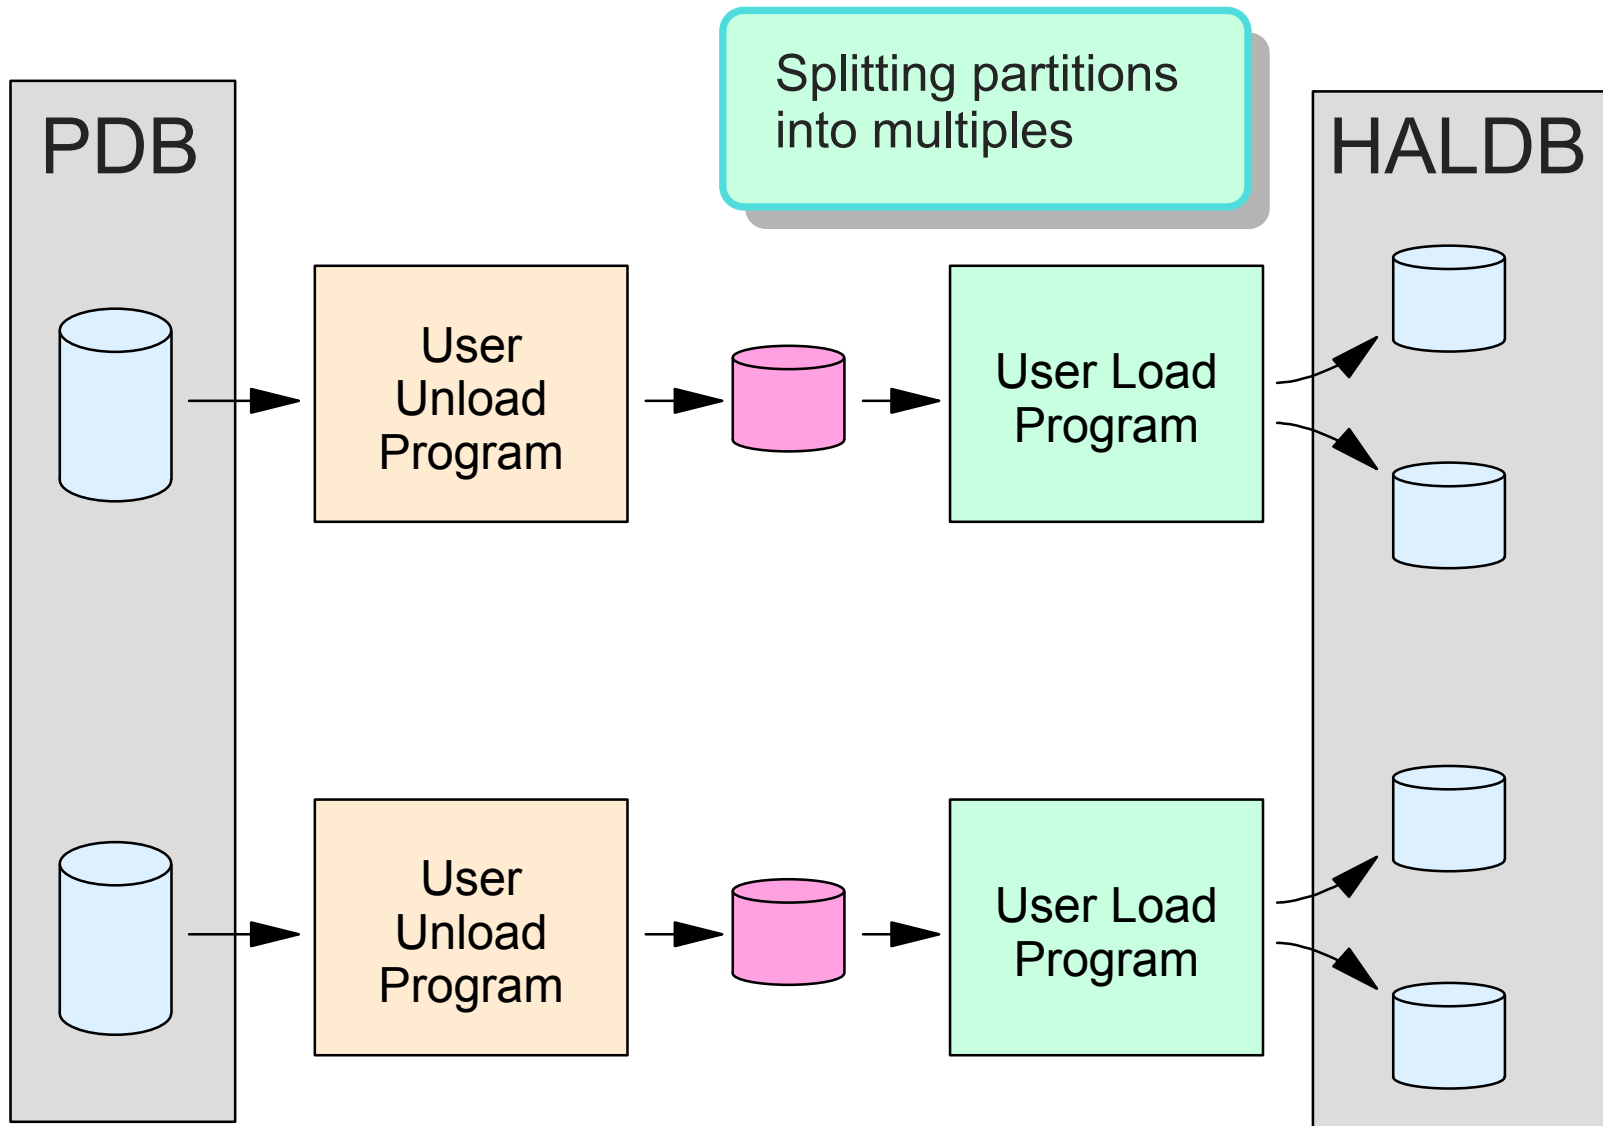 Splitting partitions
into multiples
PDB
HALDB
User
Unload
Program
User Load
Program
User
Unload
Program
User Load
Program